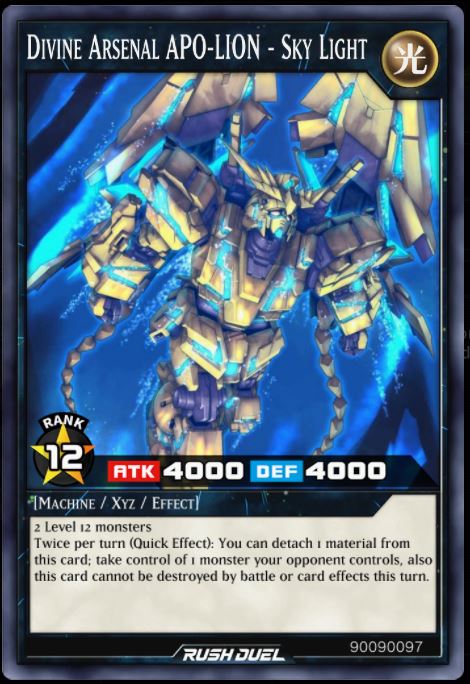 Divine Arsenal APO-LION - Sky Light
光
RANK
12
ATK 4000 DEF 4000
[Machine / Xyz / Effect]
2 Level 12 monsters
Twice per turn (Quick Effect): You can detach 1 material from
this card; take control of 1 monster your opponent controls, also
this card cannot be destroyed by battle or card effects this turn.
RUSH DUEL
90090097